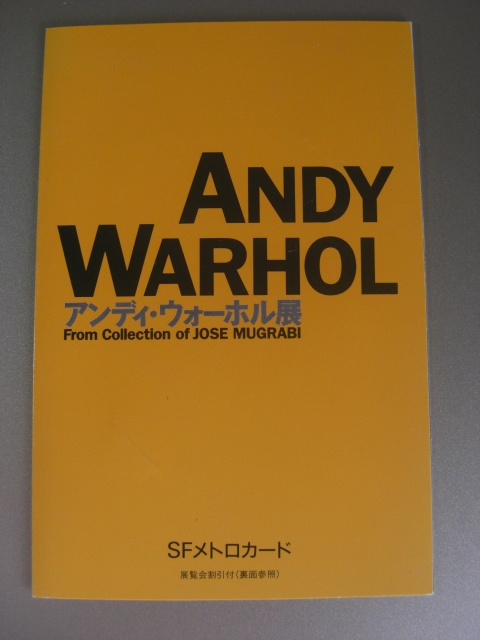 ANDY
WARHOL
アンディ・ウォーホル展
From Collection of JOSE MUGRABI
SFメトロカード
展覧会割引付(裏面参照)